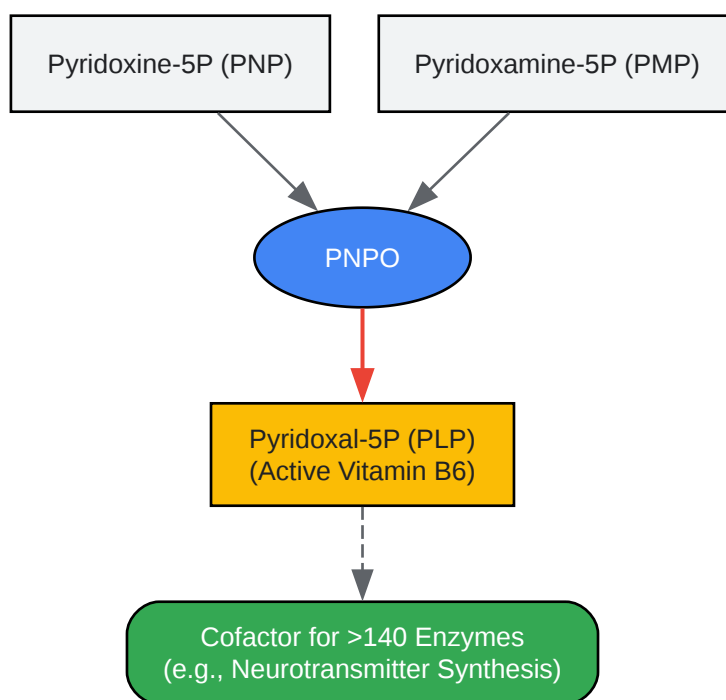 Pyridoxine-5P (PNP)
Pyridoxamine-5P (PMP)
PNPO
Pyridoxal-5P (PLP)
(Active Vitamin B6)
Cofactor for >140 Enzymes
(e.g., Neurotransmitter Synthesis)